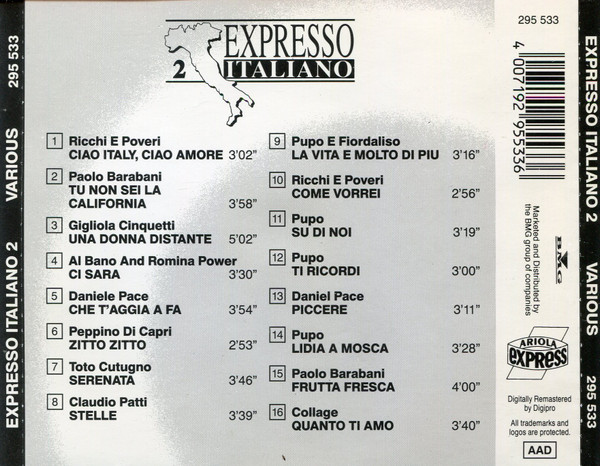 EXPRESSO ITALIANO 2 VARIOUS 295 533
2 EXPRESSO
ITALIANO
1 Ricchi E Poveri
CIAO ITALY, CIAO AMORE 3'02"
2 Paolo Barabani
TU NON SEI LA
CALIFORNIA 3'58"
3 Gigliola Cinquetti
UNA DONNA DISTANTE 5'02"
4 Al Bano And Romina Power
CI SARA 3'30"
5 Daniele Pace
CHE T'AGGIA A FA 3'54"
6 Peppino Di Capri
ZITTO ZITTO 2'53"
7 Toto Cutugno
SERENATA 3'46"
8 Claudio Patti
STELLE 3'39"
9 Pupo E Fiordaliso
LA VITA E MOLTO DI PIU 3'16"
10 Ricchi E Poveri
COME VORREI 2'56"
11 Pupo
SU DI NOI 3'19"
12 Pupo
TI RICORDI 3'00"
13 Daniel Pace
PICCERE 3'11"
14 Pupo
LIDIA A MOSCA 3'28"
15 Paolo Barabani
FRUTTA FRESCA 4'00"
16 Collage
QUANTO TI AMO 3'40"
295 533
4 007192 955336
Marketed and Distributed by
the BMG group of companies
BMG
ARIOLA
EXPRESS
Digitally Remastered
by Digipro
All trademarks and
logos are protected.
AAD
EXPRESSO ITALIANO 2 VARIOUS 295 533